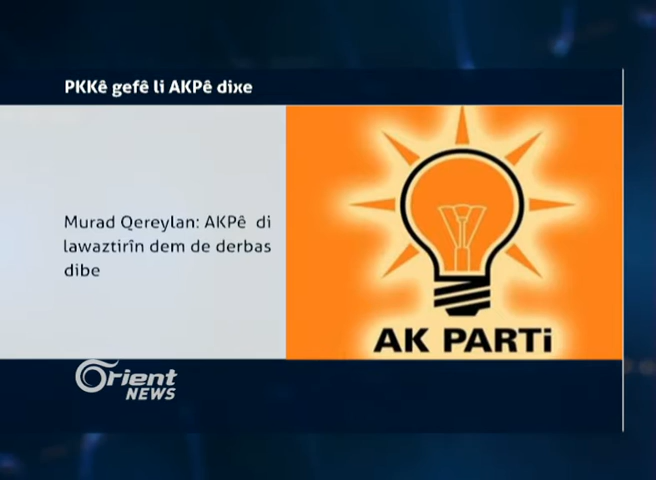 PKKê gefê li AKPê dixe
Murad Qereylan: AKPê di
lawaztirîn dem de derbas
dibe
AK PARTi
Orient
NEWS